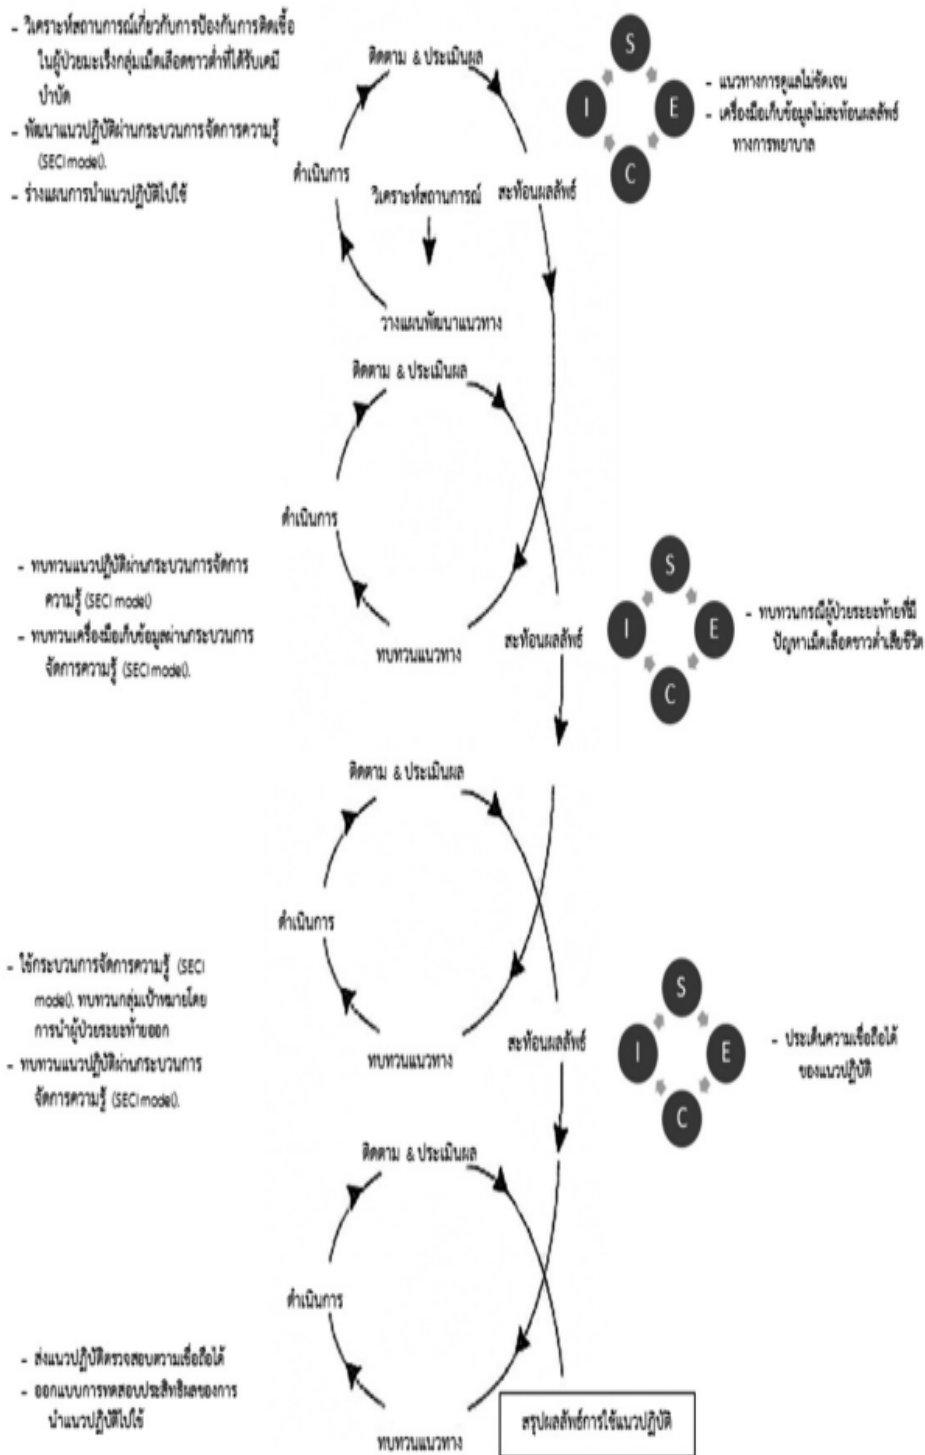 - วิเคราะห์สถานการณ์เกี่ยวกับการป้องกันการติดเชื้อ
ในผู้ป่วยมะเร็งกลุ่มเม็ดเลือดขาวต่ำที่ได้รับเคมี
บำบัด
- พัฒนาแนวปฏิบัติผ่านกระบวนการจัดการความรู้
(SECI model).
- ร่างแผนการนำแนวปฏิบัติไปใช้
ติดตาม & ประเมินผล
ดำเนินการ
วิเคราะห์สถานการณ์
สะท้อนผลลัพธ์
วางแผนพัฒนาแนวทาง
S
I
E
C
- แนวทางการดูแลไม่ชัดเจน
- เครื่องมือเก็บข้อมูลไม่สะท้อนผลลัพธ์
ทางการพยาบาล
ติดตาม & ประเมินผล
ดำเนินการ
- ทบทวนแนวปฏิบัติผ่านกระบวนการจัดการ
ความรู้ (SECI model)
- ทบทวนเครื่องมือเก็บข้อมูลผ่านกระบวนการ
จัดการความรู้ (SECI model).
ทบทวนแนวทาง
สะท้อนผลลัพธ์
S
I
E
C
- ทบทวนกรณีผู้ป่วยระยะท้ายที่มี
ปัญหาเม็ดเลือดขาวต่ำเสียชีวิต
ติดตาม & ประเมินผล
ดำเนินการ
- ใช้กระบวนการจัดการความรู้ (SECI
model). ทบทวนกลุ่มเป้าหมายโดย
การนำผู้ป่วยระยะท้ายออก
- ทบทวนแนวปฏิบัติผ่านกระบวนการ
จัดการความรู้ (SECI model).
ทบทวนแนวทาง
สะท้อนผลลัพธ์
S
I
E
C
- ประเด็นความเชื่อถือได้
ของแนวปฏิบัติ
ติดตาม & ประเมินผล
ดำเนินการ
- ส่งแนวปฏิบัติตรวจสอบความเชื่อถือได้
- ออกแบบการทดสอบประสิทธิผลของการ
นำแนวปฏิบัติไปใช้
ทบทวนแนวทาง
สรุปผลลัพธ์การใช้แนวปฏิบัติ